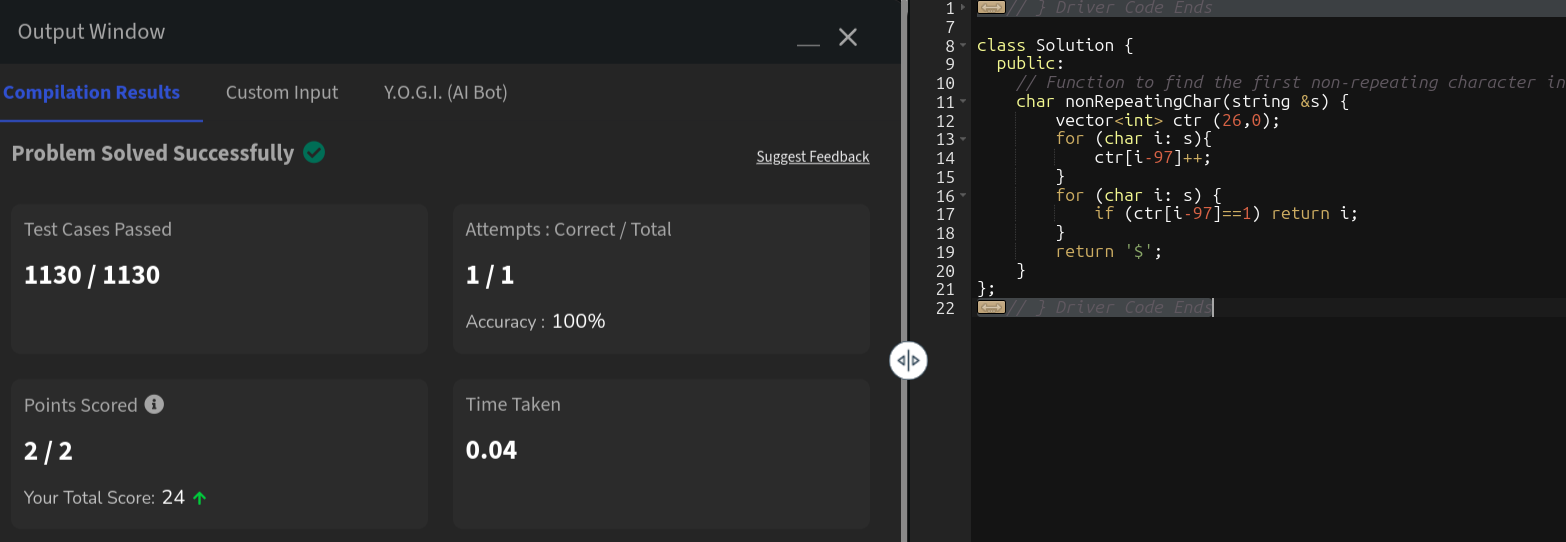 Output Window
Compilation Results Custom Input Y.O.G.I. (AI Bot)
Problem Solved Successfully
Suggest Feedback
Test Cases Passed
1130 / 1130
Attempts : Correct / Total
1 / 1
Accuracy : 100%
Points Scored
2 / 2
Your Total Score: 24
Time Taken
0.04
1 // } Driver Code Ends
7
8 class Solution {
9 public:
10 // Function to find the first non-repeating character in
11 char nonRepeatingChar(string &s) {
12 vector<int> ctr (26,0);
13 for (char i: s){
14 ctr[i-97]++;
15 }
16 for (char i: s) {
17 if (ctr[i-97]==1) return i;
18 }
19 return '$';
20 }
21 };
22 // } Driver Code Ends